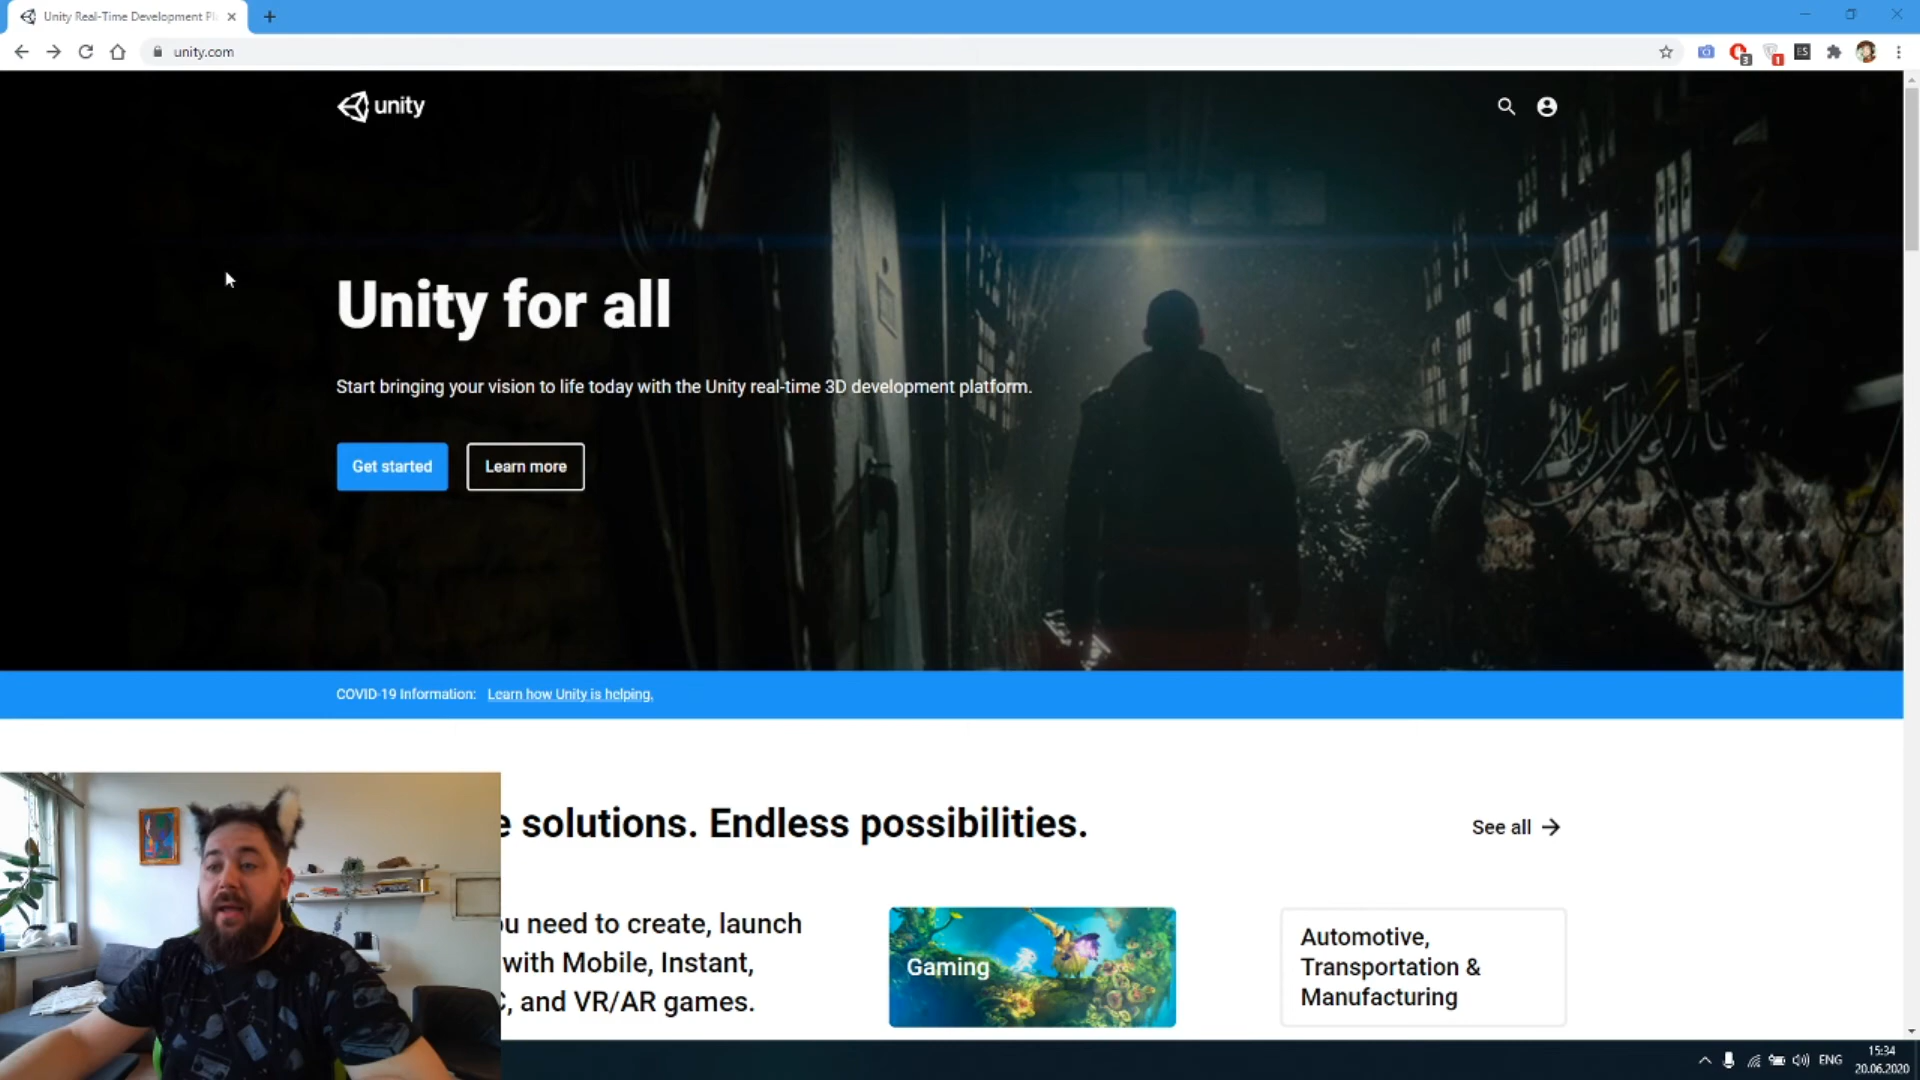 Unity Real-Time Development Pl
unity.com
3
1
ES
unity
Unity for all
Start bringing your vision to life today with the Unity real-time 3D development platform.
Get started
Learn more
COVID-19 Information: Learn how Unity is helping.
e solutions. Endless possibilities.
See all
u need to create, launch
with Mobile, Instant,
C, and VR/AR games.
Gaming
Automotive,
Transportation &
Manufacturing
ENG
15:34
20.06.2020